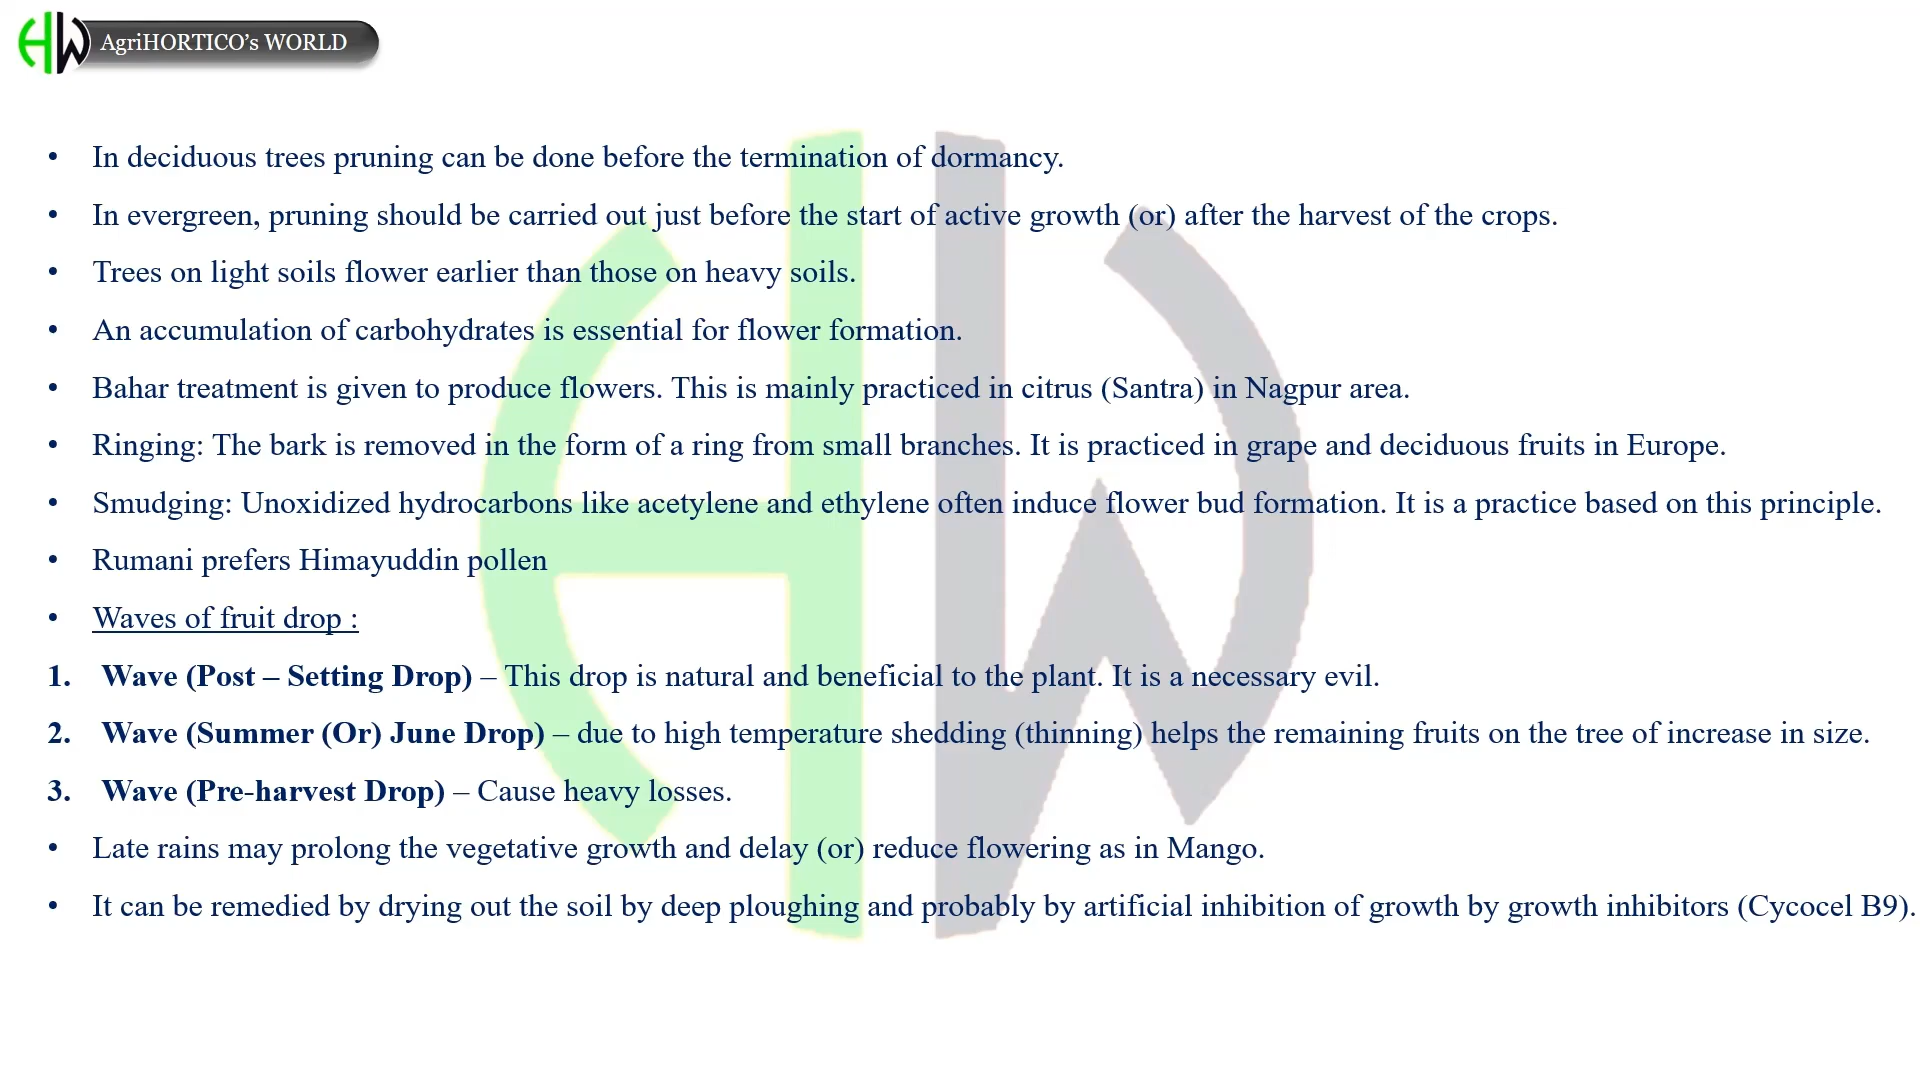 HW AgriHORTICO's WORLD
• In deciduous trees pruning can be done before the termination of dormancy.
• In evergreen, pruning should be carried out just before the start of active growth (or) after the harvest of the crops.
• Trees on light soils flower earlier than those on heavy soils.
• An accumulation of carbohydrates is essential for flower formation.
• Bahar treatment is given to produce flowers. This is mainly practiced in citrus (Santra) in Nagpur area.
• Ringing: The bark is removed in the form of a ring from small branches. It is practiced in grape and deciduous fruits in Europe.
• Smudging: Unoxidized hydrocarbons like acetylene and ethylene often induce flower bud formation. It is a practice based on this principle.
• Rumani prefers Himayuddin pollen
• Waves of fruit drop :
1. Wave (Post – Setting Drop) – This drop is natural and beneficial to the plant. It is a necessary evil.
2. Wave (Summer (Or) June Drop) – due to high temperature shedding (thinning) helps the remaining fruits on the tree of increase in size.
3. Wave (Pre-harvest Drop) – Cause heavy losses.
• Late rains may prolong the vegetative growth and delay (or) reduce flowering as in Mango.
• It can be remedied by drying out the soil by deep ploughing and probably by artificial inhibition of growth by growth inhibitors (Cycocel B9).